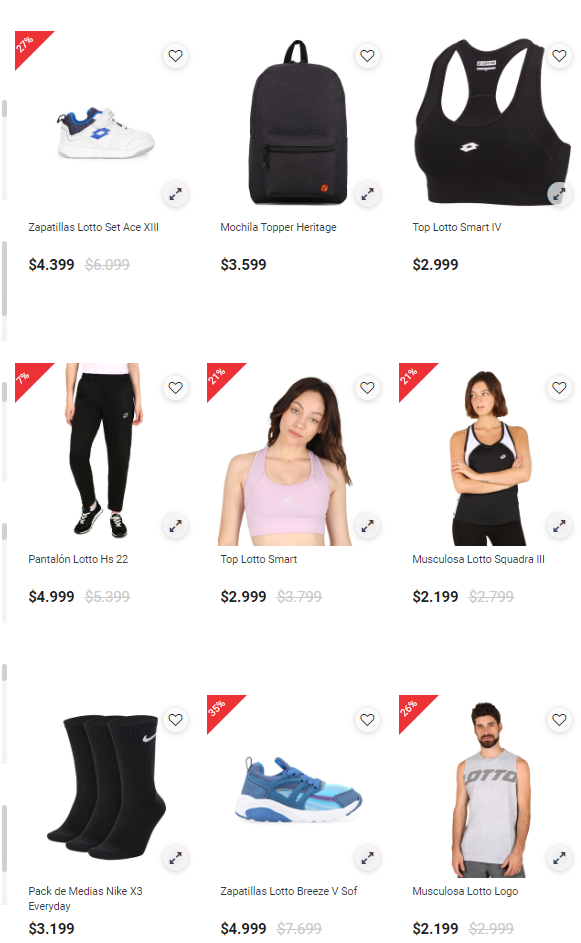 27%
Zapatillas Lotto Set Ace XIII
Mochila Topper Heritage
Top Lotto Smart IV
$4.399 $6.099
$3.599
$2.999
7%
21%
21%
Pantalón Lotto Hs 22
Top Lotto Smart
Musculosa Lotto Squadra III
$4.999 $5.399
$2.999 $3.799
$2.199 $2.799
35%
26%
LOTTO
Pack de Medias Nike X3
Everyday
Zapatillas Lotto Breeze V Sof
Musculosa Lotto Logo
$3.199
$4.999 $7.699
$2.199 $2.999